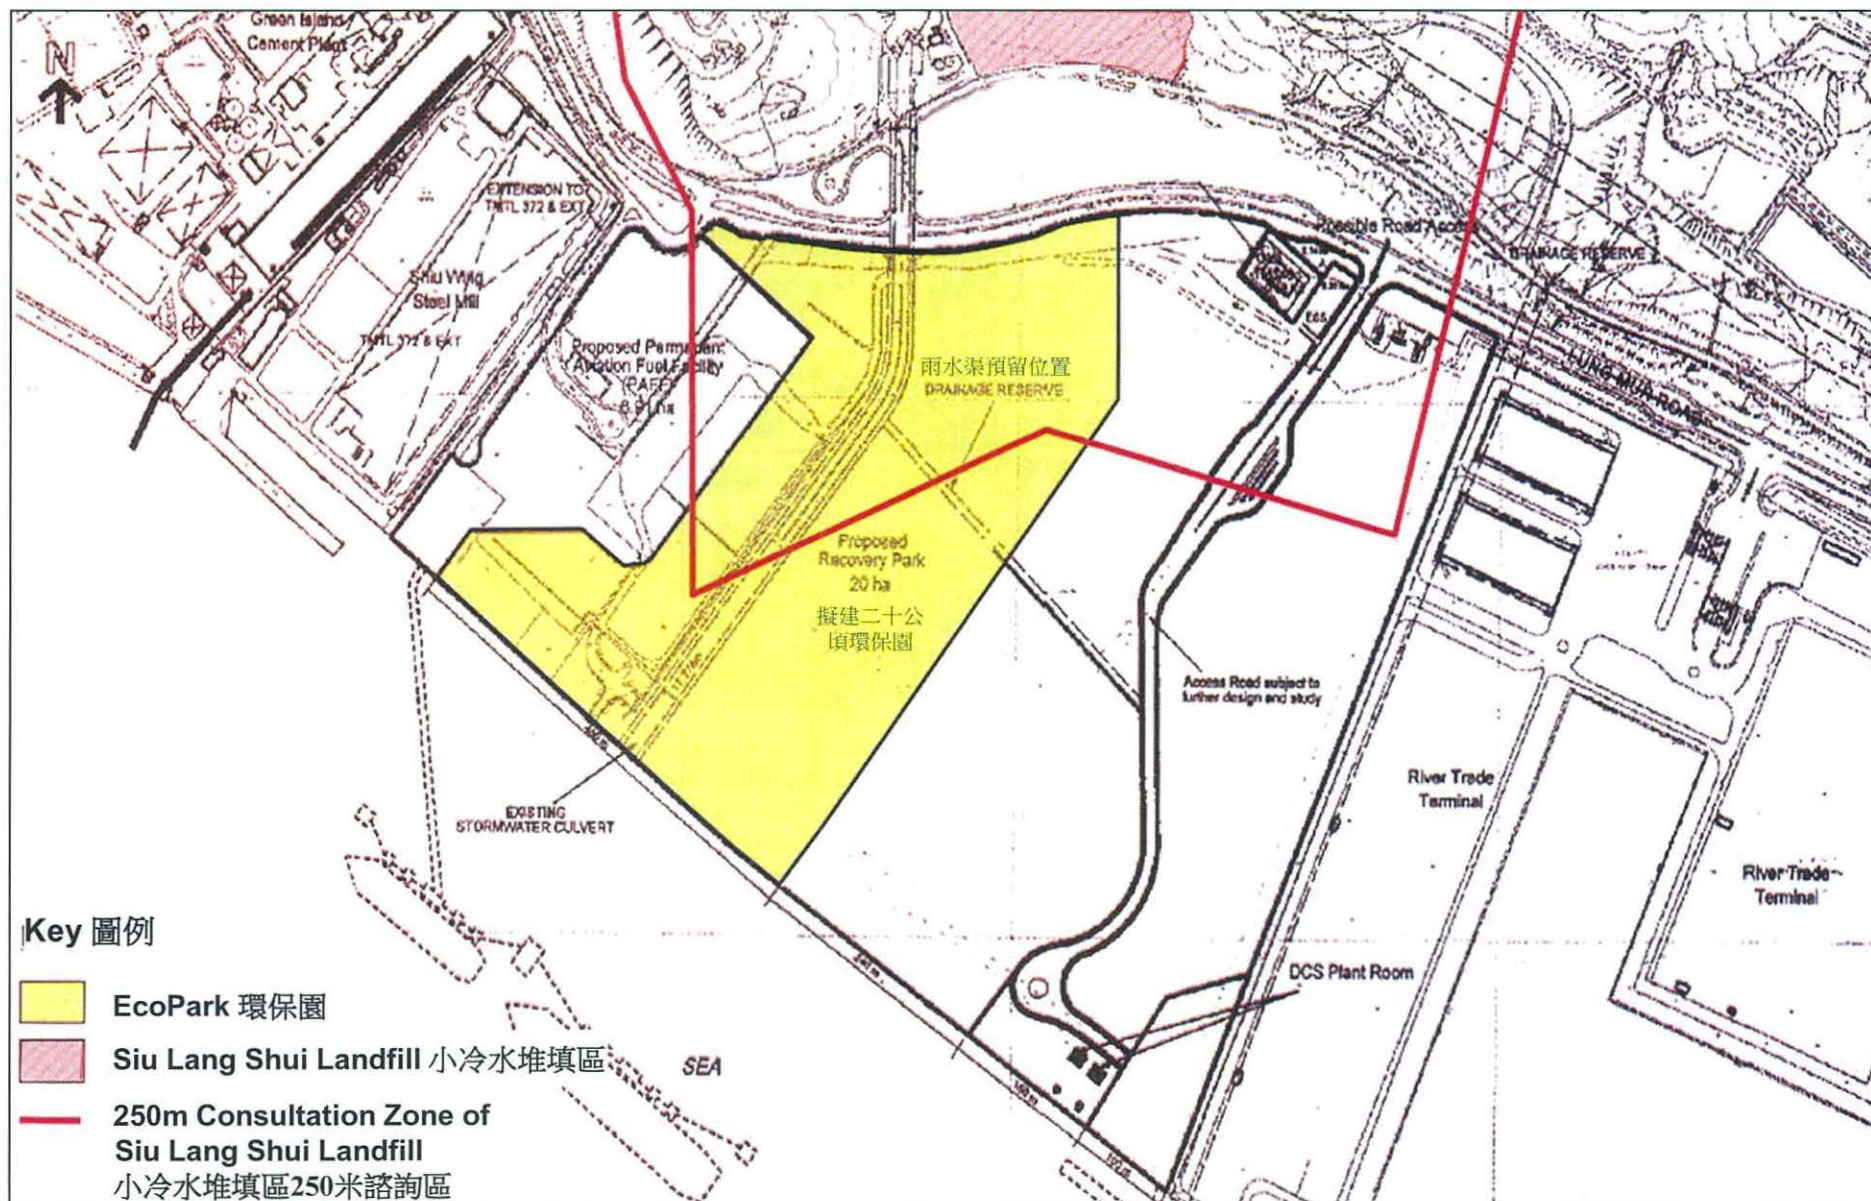 Green Island
Cement Plant
N
EXTENSION TO
TMTL 372 & EXT
Shiu Wing
Steel Mill
TMTL 372 & EXT
Proposed Permanent
Aviation Fuel Facility
(PAFF)
6.91 ha
雨水渠預留位置
DRAINAGE RESERVE
Possible Road Access
DRAINAGE RESERVE
ESS
LUNG MUN ROAD
Proposed
Recovery Park
20 ha
擬建二十公
頃環保園
Access Road subject to
further design and study
EXISTING
STORMWATER CULVERT
River Trade
Terminal
River Trade
Terminal
DCS Plant Room
SEA
Key 圖例
EcoPark 環保園
Siu Lang Shui Landfill 小冷水堆填區
250m Consultation Zone of
Siu Lang Shui Landfill
小冷水堆填區250米諮詢區